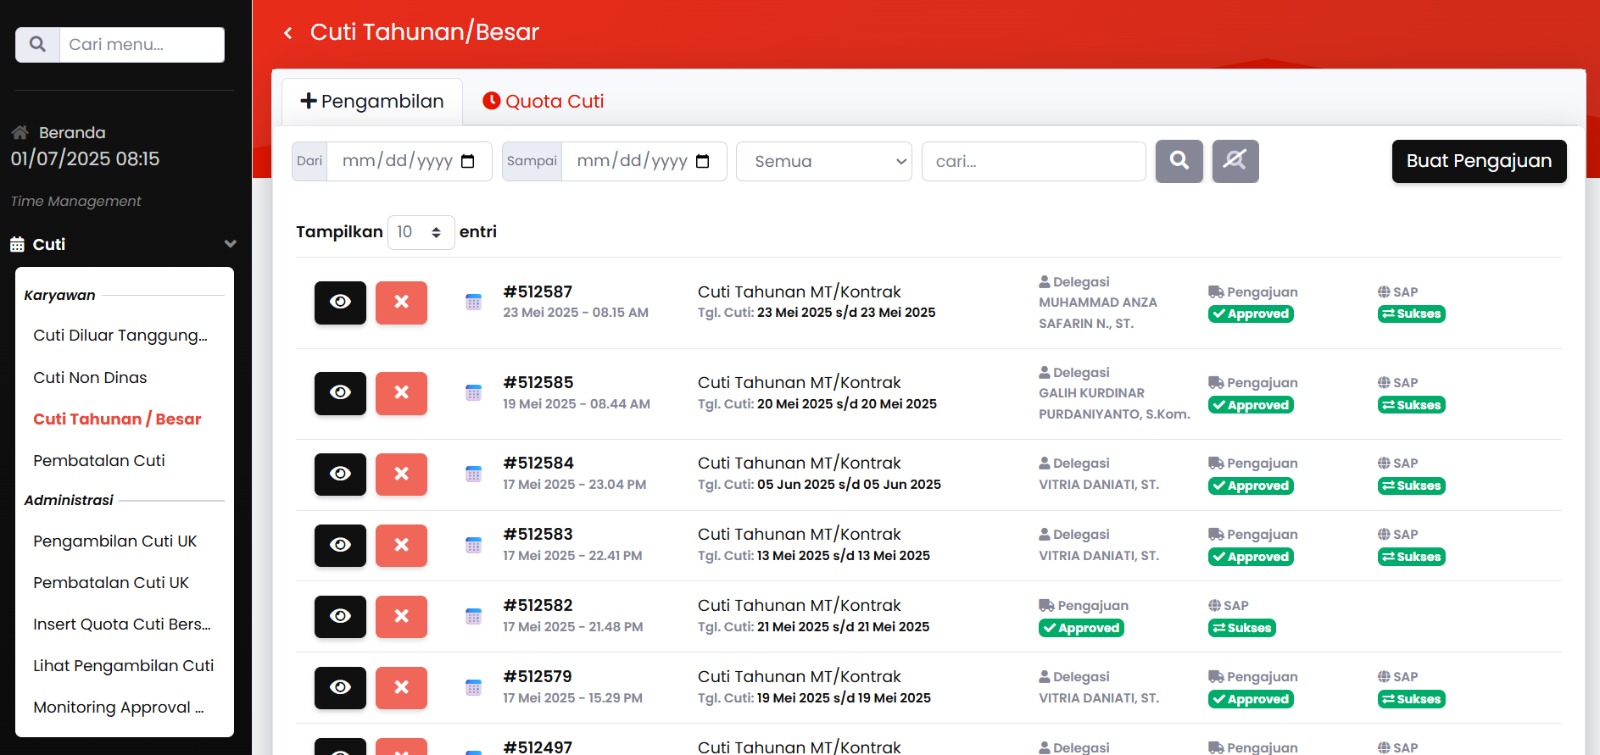 Cari menu...
Beranda
01/07/2025 08:15
Time Management
Cuti
Karyawan
Cuti Diluar Tanggung...
Cuti Non Dinas
Cuti Tahunan / Besar
Pembatalan Cuti
Administrasi
Pengambilan Cuti UK
Pembatalan Cuti UK
Insert Quota Cuti Bers...
Lihat Pengambilan Cuti
Monitoring Approval ...
Cuti Tahunan/Besar
Pengambilan Quota Cuti
Dari mm/dd/yyyy Sampai mm/dd/yyyy Semua cari... Buat Pengajuan
Tampilkan 10 entri
#512587 Cuti Tahunan MT/Kontrak Delegasi Pengajuan SAP
23 Mei 2025 - 08.15 AM Tgl. Cuti: 23 Mei 2025 s/d 23 Mei 2025 MUHAMMAD ANZA Approved Sukses
SAFARIN N., ST.
#512585 Cuti Tahunan MT/Kontrak Delegasi Pengajuan SAP
19 Mei 2025 - 08.44 AM Tgl. Cuti: 20 Mei 2025 s/d 20 Mei 2025 GALIH KURDINAR Approved Sukses
PURDANIYANTO, S.Kom.
#512584 Cuti Tahunan MT/Kontrak Delegasi Pengajuan SAP
17 Mei 2025 - 23.04 PM Tgl. Cuti: 05 Jun 2025 s/d 05 Jun 2025 VITRIA DANIATI, ST. Approved Sukses
#512583 Cuti Tahunan MT/Kontrak Delegasi Pengajuan SAP
17 Mei 2025 - 22.41 PM Tgl. Cuti: 13 Mei 2025 s/d 13 Mei 2025 VITRIA DANIATI, ST. Approved Sukses
#512582 Cuti Tahunan MT/Kontrak Pengajuan SAP
17 Mei 2025 - 21.48 PM Tgl. Cuti: 21 Mei 2025 s/d 21 Mei 2025 Approved Sukses
#512579 Cuti Tahunan MT/Kontrak Delegasi Pengajuan SAP
17 Mei 2025 - 15.29 PM Tgl. Cuti: 19 Mei 2025 s/d 19 Mei 2025 VITRIA DANIATI, ST. Approved Sukses
#512497 Cuti Tahunan MT/Kontrak Delegasi Pengajuan SAP